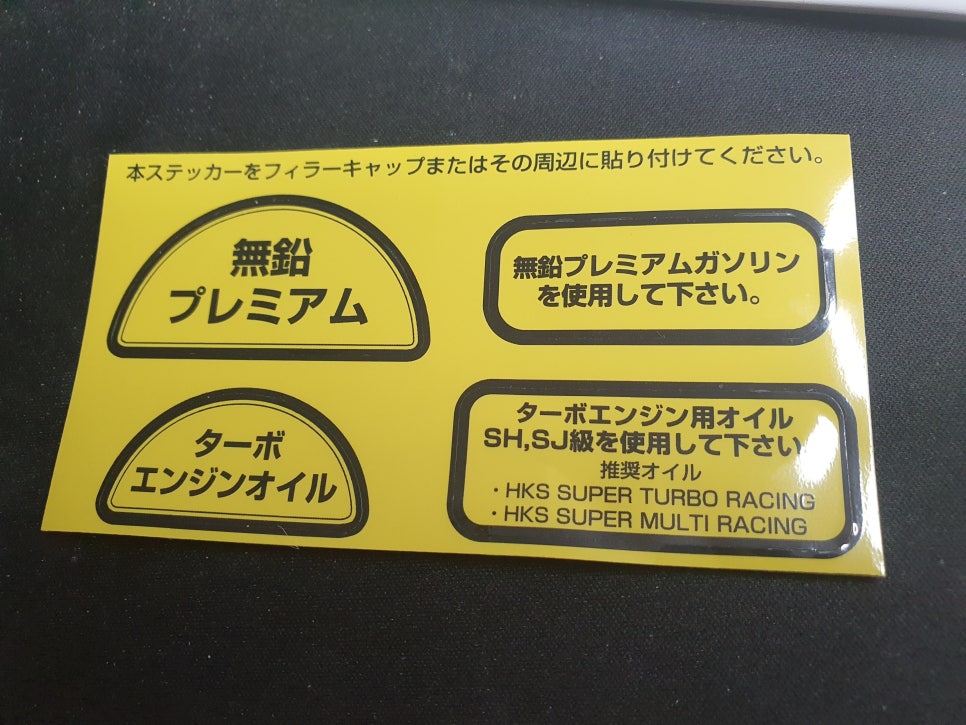 本ステッカーをフィラーキャップまたはその周辺に貼り付けてください。
無鉛
プレミアム
無鉛プレミアムガソリン
を使用して下さい。
ターボ
エンジンオイル
ターボエンジン用オイル
SH,SJ級を使用して下さい
推奨オイル
・HKS SUPER TURBO RACING
・HKS SUPER MULTI RACING